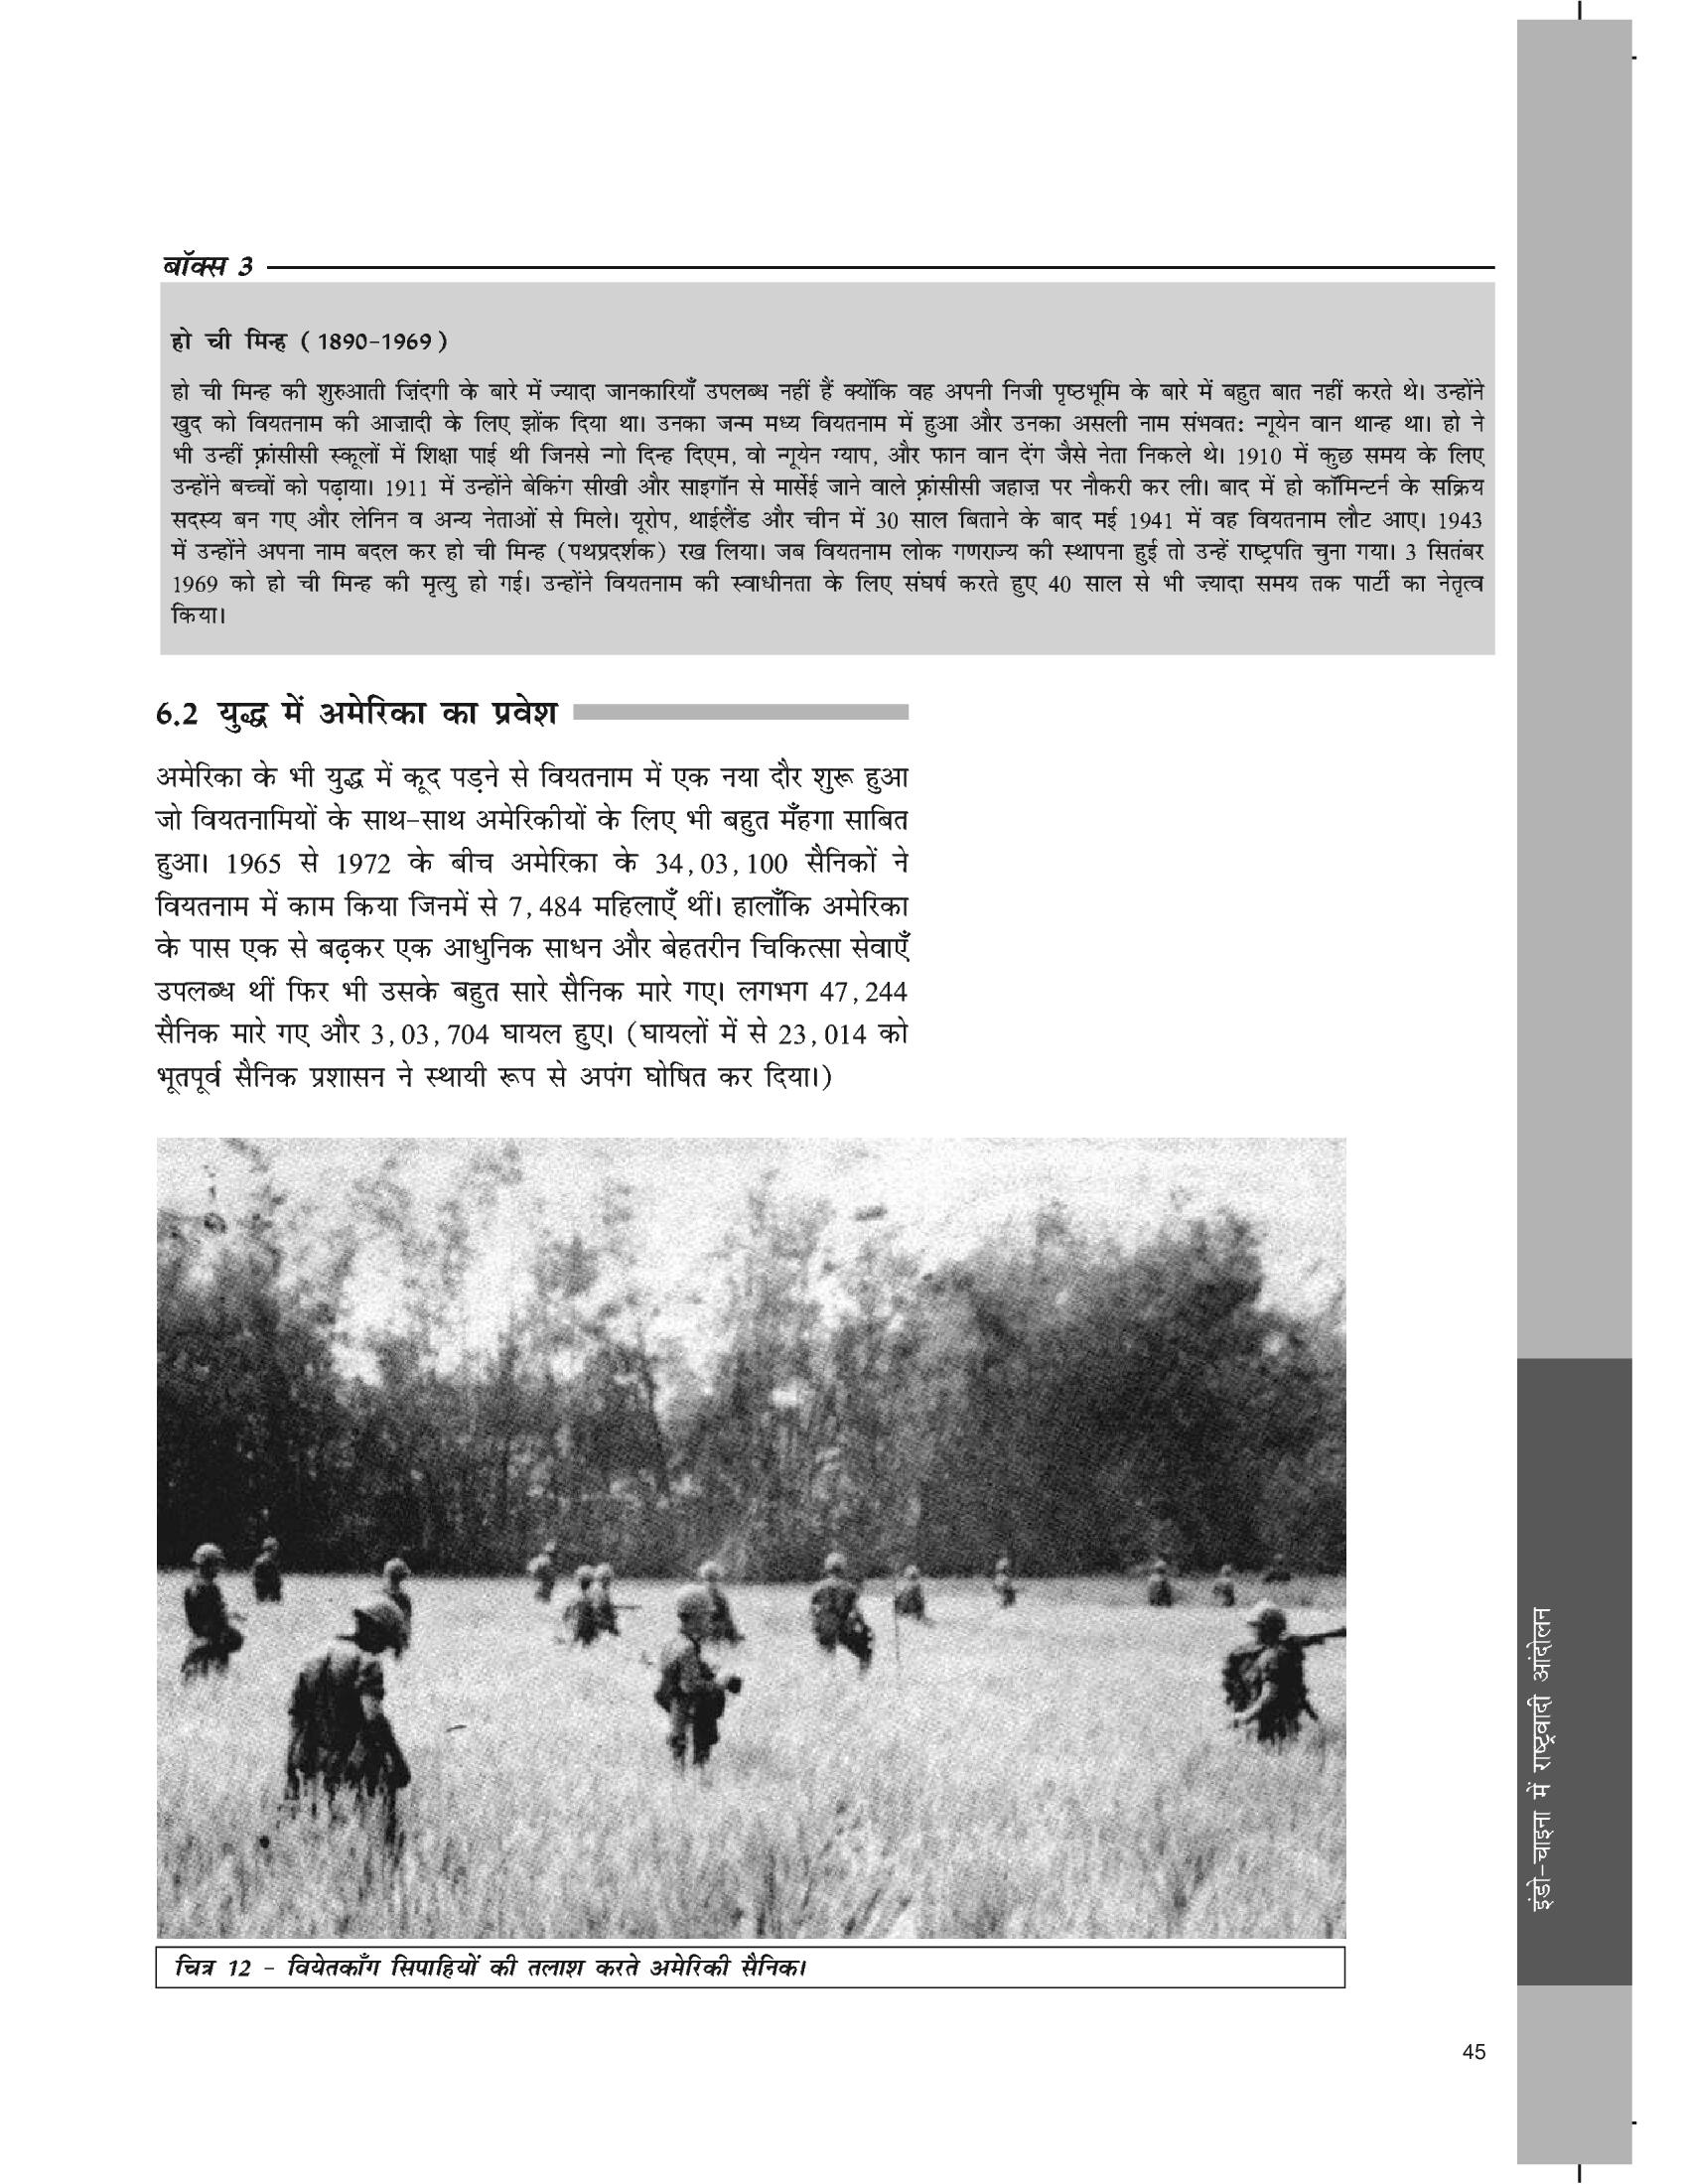 बॉक्स 3
हो ची मिन्ह ( 1890-1969 )
हो ची मिन्ह की शुरुआती ज़िंदगी के बारे में ज्यादा जानकारियाँ उपलब्ध नहीं हैं क्योंकि वह अपनी निजी पृष्ठभूमि के बारे में बहुत बात नहीं करते थे। उन्होंने
खुद को वियतनाम की आज़ादी के लिए झोंक दिया था। उनका जन्म मध्य वियतनाम में हुआ और उनका असली नाम संभवतः न्गूयेन वान थान्ह था। हो ने
भी उन्हीं फ़्रांसीसी स्कूलों में शिक्षा पाई थी जिनसे न्गो दिन्ह दिएम, वो न्गूयेन ग्याप, और फान वान देंग जैसे नेता निकले थे। 1910 में कुछ समय के लिए
उन्होंने बच्चों को पढ़ाया। 1911 में उन्होंने बेकिंग सीखी और साइगॉन से मार्सेई जाने वाले फ़्रांसीसी जहाज़ पर नौकरी कर ली। बाद में हो कॉमिन्टर्न के सक्रिय
सदस्य बन गए और लेनिन व अन्य नेताओं से मिले। यूरोप, थाईलैंड और चीन में 30 साल बिताने के बाद मई 1941 में वह वियतनाम लौट आए। 1943
में उन्होंने अपना नाम बदल कर हो ची मिन्ह (पथप्रदर्शक) रख लिया। जब वियतनाम लोक गणराज्य की स्थापना हुई तो उन्हें राष्ट्रपति चुना गया। 3 सितंबर
1969 को हो ची मिन्ह की मृत्यु हो गई। उन्होंने वियतनाम की स्वाधीनता के लिए संघर्ष करते हुए 40 साल से भी ज़्यादा समय तक पार्टी का नेतृत्व
किया।
6.2 युद्ध में अमेरिका का प्रवेश
अमेरिका के भी युद्ध में कूद पड़ने से वियतनाम में एक नया दौर शुरू हुआ
जो वियतनामियों के साथ-साथ अमेरिकीयों के लिए भी बहुत मँहगा साबित
हुआ। 1965 से 1972 के बीच अमेरिका के 34,03,100 सैनिकों ने
वियतनाम में काम किया जिनमें से 7,484 महिलाएँ थीं। हालाँकि अमेरिका
के पास एक से बढ़कर एक आधुनिक साधन और बेहतरीन चिकित्सा सेवाएँ
उपलब्ध थीं फिर भी उसके बहुत सारे सैनिक मारे गए। लगभग 47,244
सैनिक मारे गए और 3,03,704 घायल हुए। (घायलों में से 23,014 को
भूतपूर्व सैनिक प्रशासन ने स्थायी रूप से अपंग घोषित कर दिया।)
चित्र 12 - वियेतकाँग सिपाहियों की तलाश करते अमेरिकी सैनिक।
इंडो-चाइना में राष्ट्रवादी आंदोलन
45